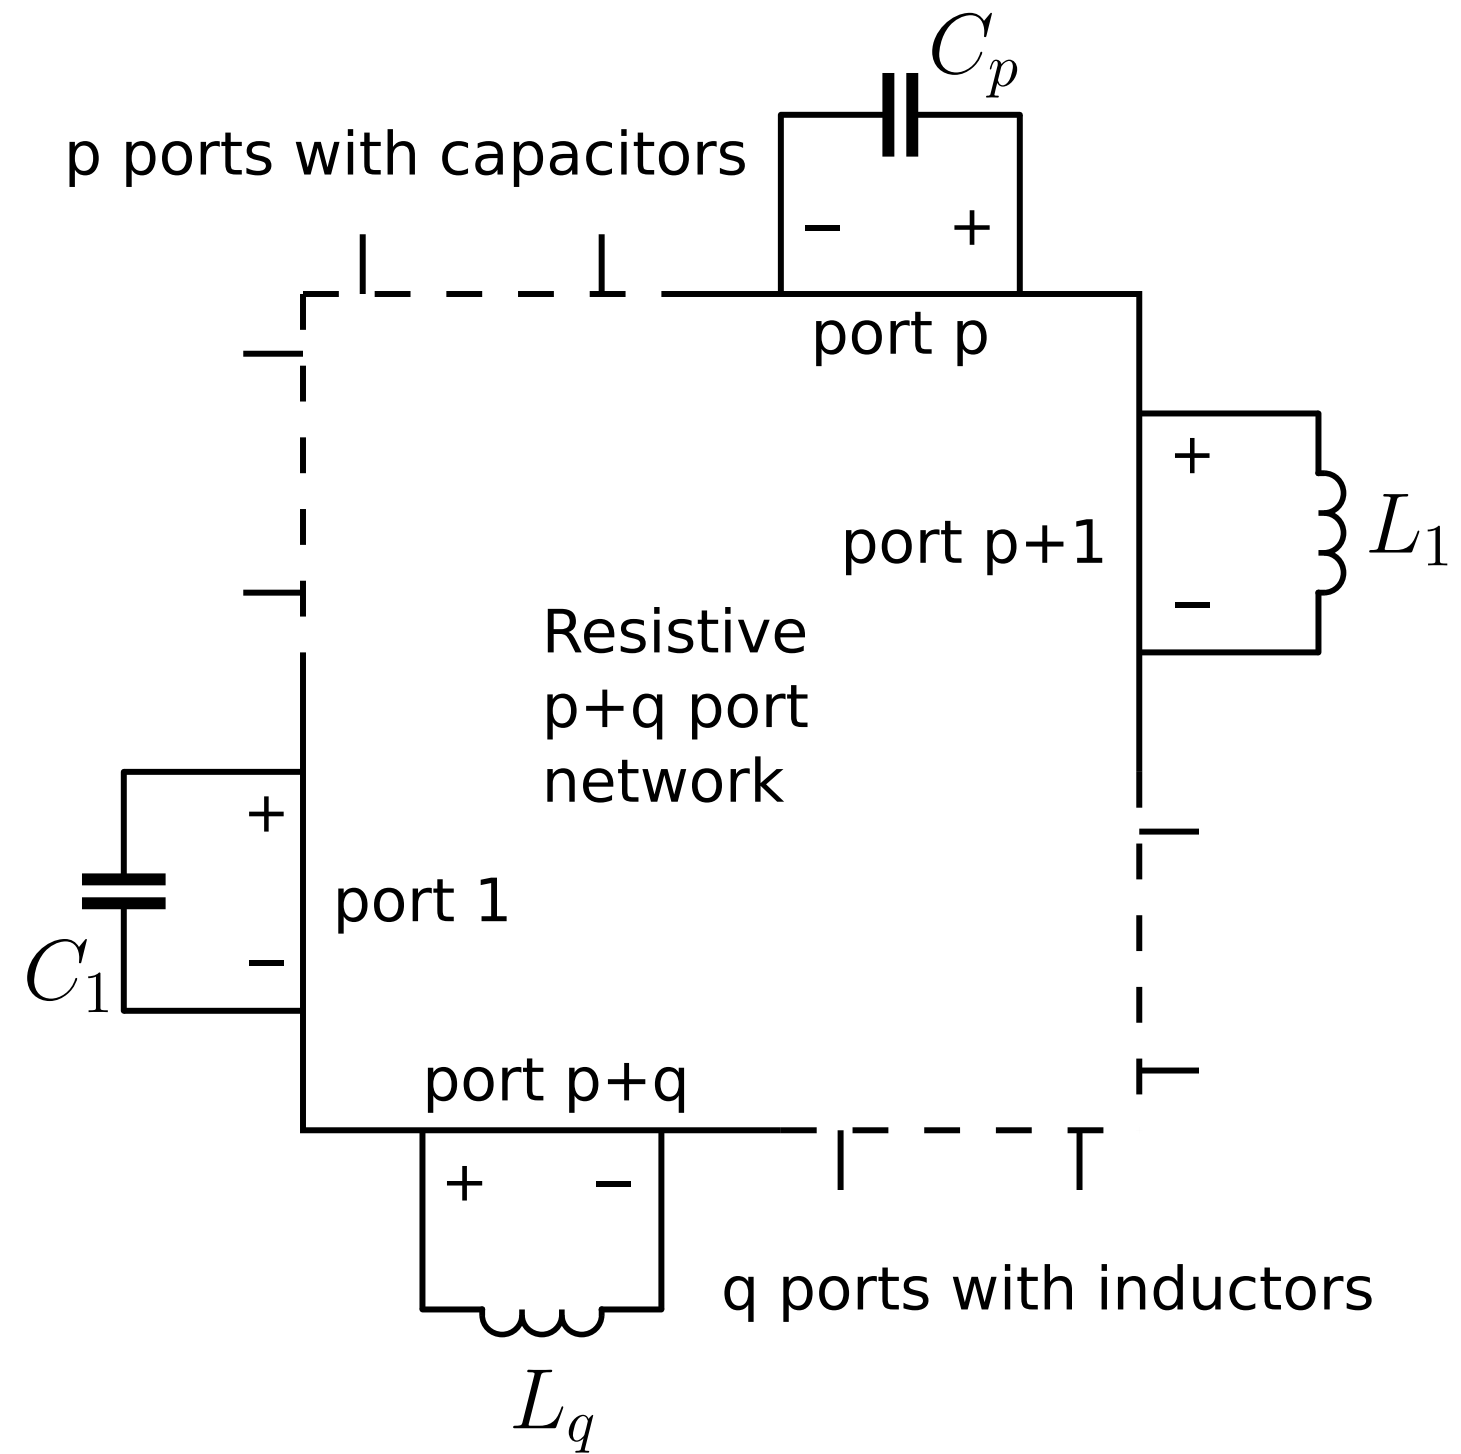 C_p
p ports with capacitors
− +
port p
+
port p+1
L_1
−
Resistive
p+q port
network
+
port 1
−
C_1
port p+q
+ −
q ports with inductors
L_q